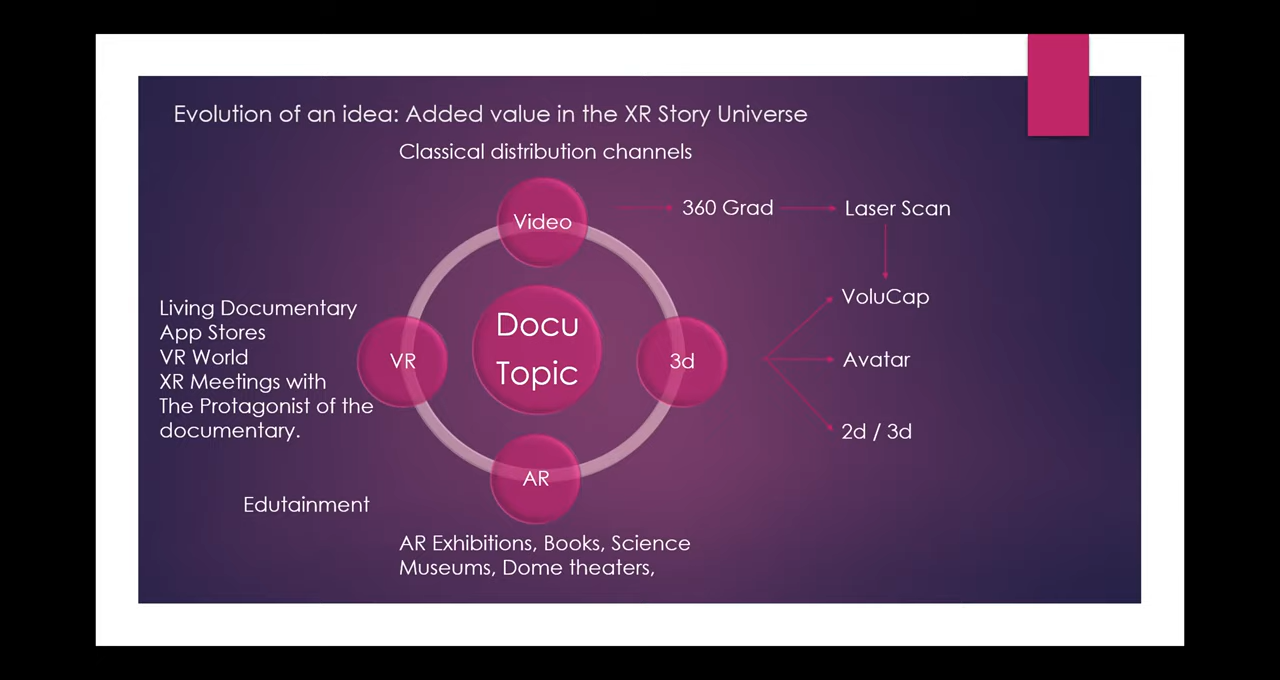 Evolution of an idea: Added value in the XR Story Universe
Classical distribution channels
Video
360 Grad
Laser Scan
VoluCap
Living Documentary
App Stores
VR World
XR Meetings with
The Protagonist of the
documentary.
VR
Docu
Topic
3d
Avatar
2d / 3d
AR
Edutainment
AR Exhibitions, Books, Science
Museums, Dome theaters,